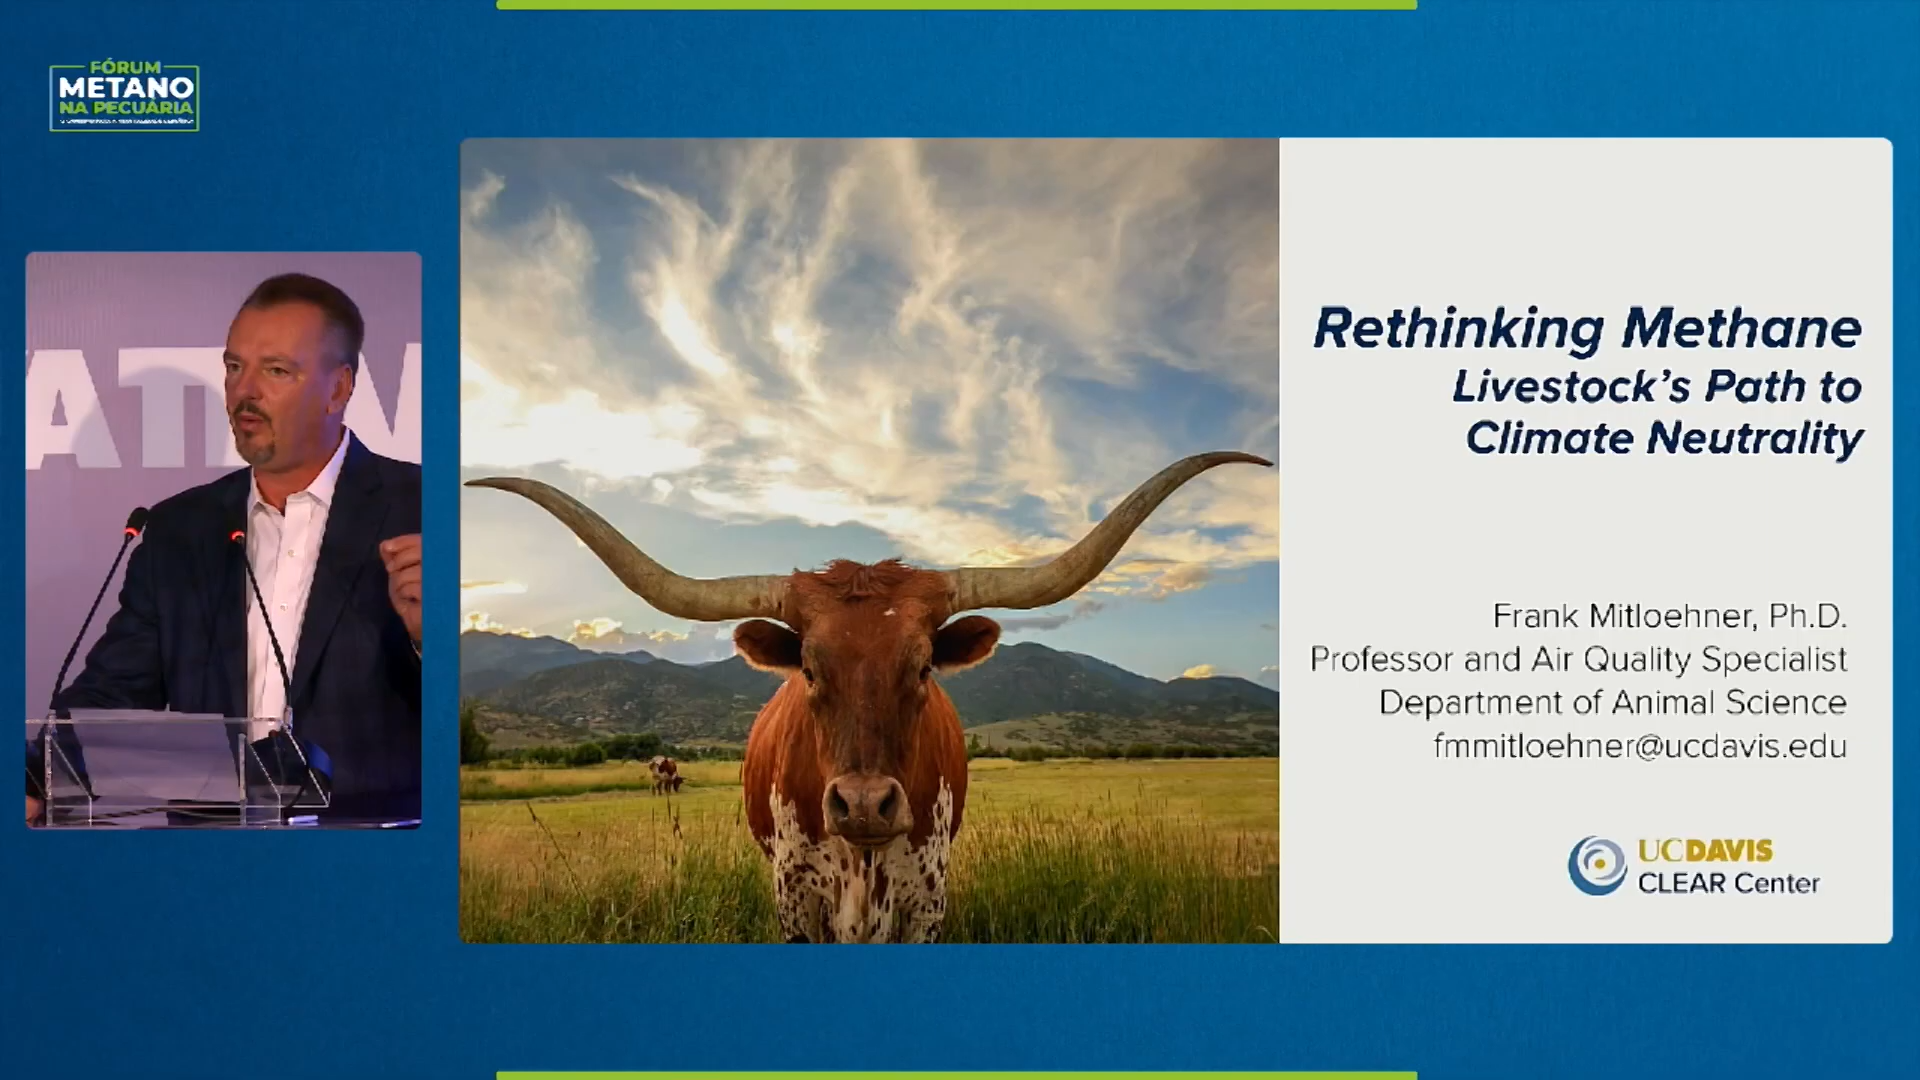 FÓRUM
METANO
NA PECUÁRIA
Rethinking Methane
Livestock's Path to
Climate Neutrality
Frank Mitloehner, Ph.D.
Professor and Air Quality Specialist
Department of Animal Science
fmmitloehner@ucdavis.edu
UCDAVIS
CLEAR Center